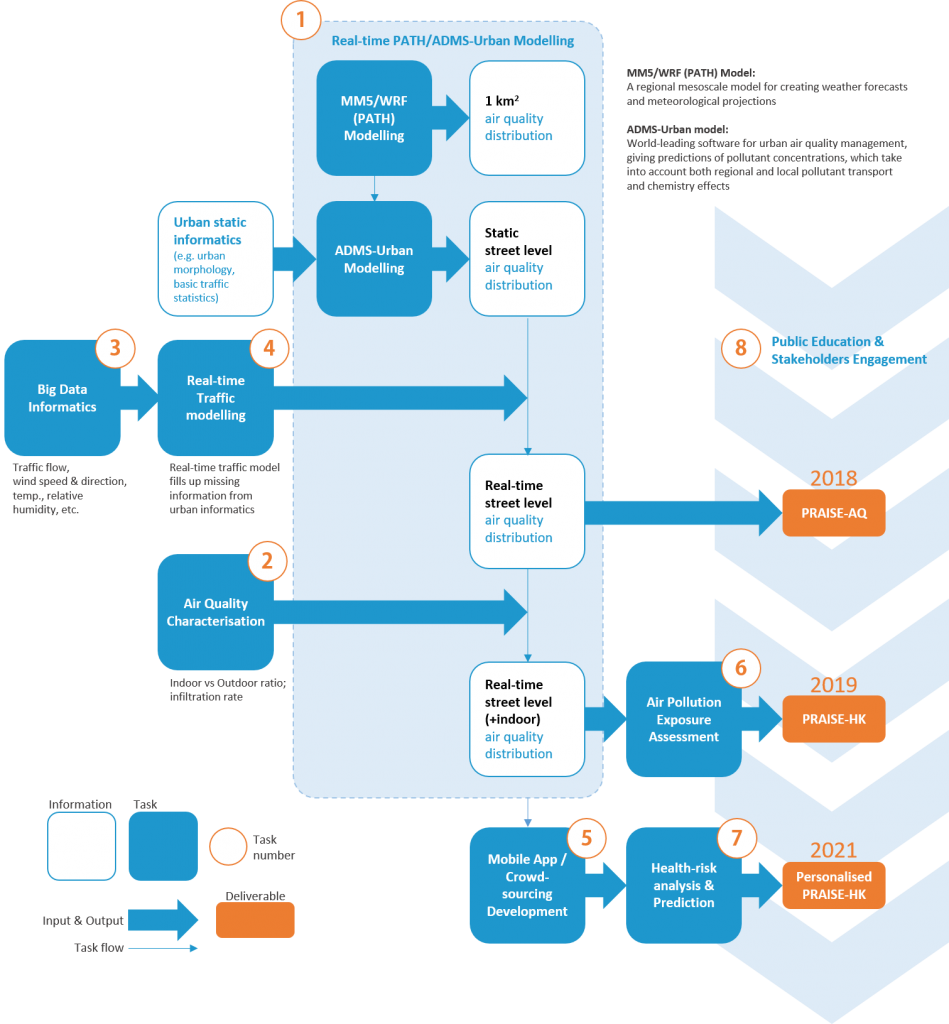 1
Real-time PATH/ADMS-Urban Modelling
MM5/WRF
(PATH)
Modelling
1 km²
air quality
distribution
MM5/WRF (PATH) Model:
A regional mesoscale model for creating weather forecasts
and meteorological projections
ADMS-Urban model:
World-leading software for urban air quality management,
giving predictions of pollutant concentrations, which take
into account both regional and local pollutant transport
and chemistry effects
Urban static
informatics
(e.g. urban
morphology,
basic traffic
statistics)
ADMS-Urban
Modelling
Static
street level
air quality
distribution
3
Big Data
Informatics
Traffic flow,
wind speed & direction,
temp., relative
humidity, etc.
4
Real-time
Traffic
modelling
Real-time traffic model
fills up missing
information from
urban informatics
8
Public Education &
Stakeholders Engagement
Real-time
street level
air quality
distribution
2018
PRAISE-AQ
2
Air Quality
Characterisation
Indoor vs Outdoor ratio;
infiltration rate
Real-time
street level
(+indoor)
air quality
distribution
6
Air Pollution
Exposure
Assessment
2019
PRAISE-HK
5
Mobile App /
Crowd-
sourcing
Development
7
Health-risk
analysis &
Prediction
2021
Personalised
PRAISE-HK
Information
Task
Task
number
Deliverable
Input & Output
Task flow